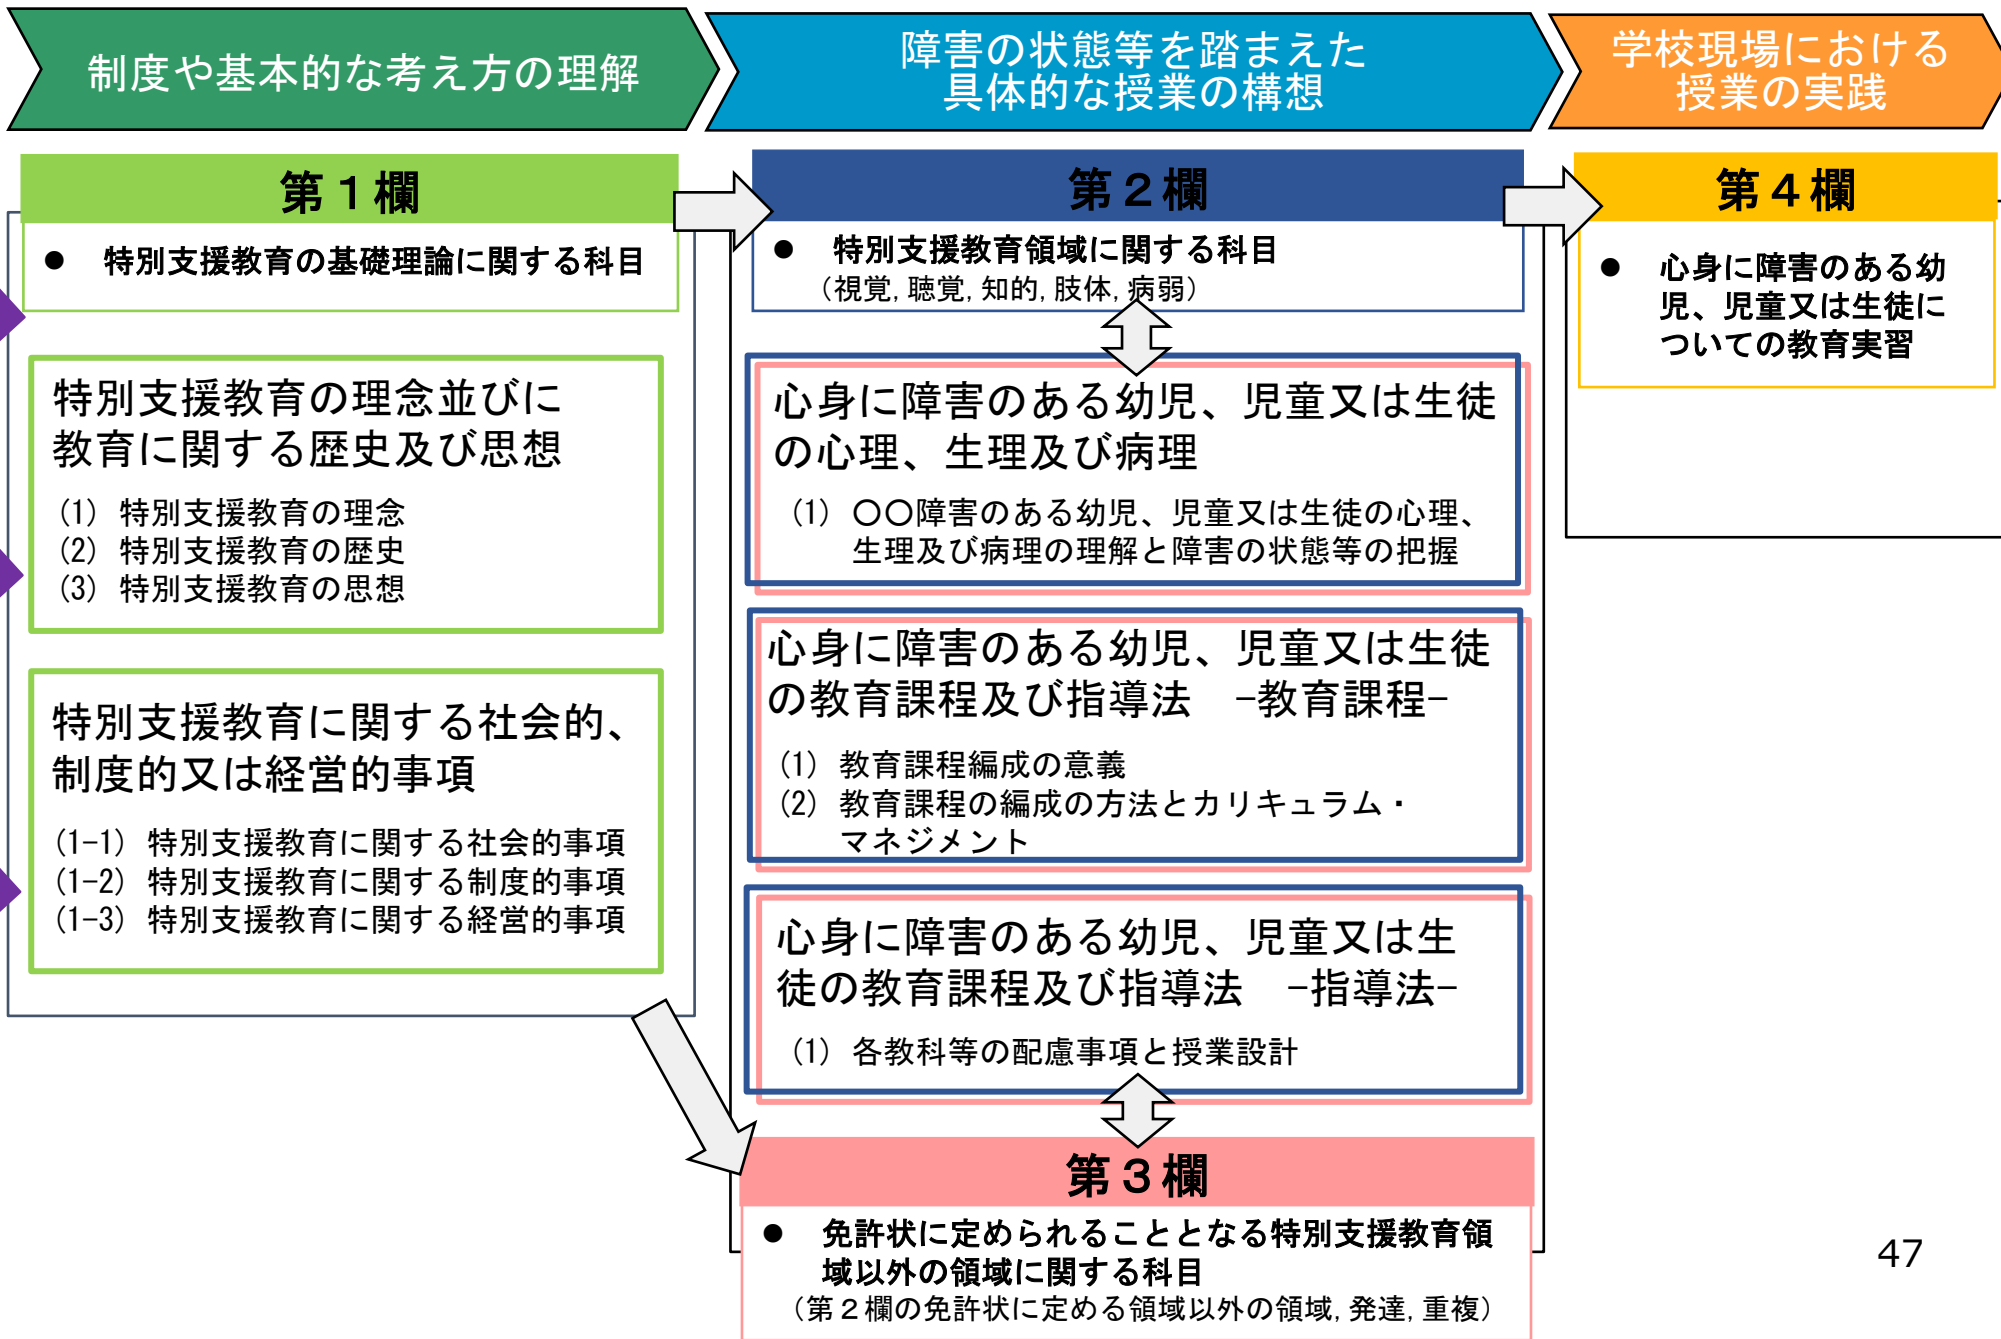 制度や基本的な考え方の理解
障害の状態等を踏まえた
具体的な授業の構想
学校現場における
授業の実践
第１欄
● 特別支援教育の基礎理論に関する科目
特別支援教育の理念並びに
教育に関する歴史及び思想
(1) 特別支援教育の理念
(2) 特別支援教育の歴史
(3) 特別支援教育の思想
特別支援教育に関する社会的、
制度的又は経営的事項
(1-1) 特別支援教育に関する社会的事項
(1-2) 特別支援教育に関する制度的事項
(1-3) 特別支援教育に関する経営的事項
第２欄
● 特別支援教育領域に関する科目
（視覚, 聴覚, 知的, 肢体, 病弱）
心身に障害のある幼児、児童又は生徒
の心理、生理及び病理
(1) 〇〇障害のある幼児、児童又は生徒の心理、
生理及び病理の理解と障害の状態等の把握
心身に障害のある幼児、児童又は生徒
の教育課程及び指導法　-教育課程-
(1) 教育課程編成の意義
(2) 教育課程の編成の方法とカリキュラム・
マネジメント
心身に障害のある幼児、児童又は生
徒の教育課程及び指導法　-指導法-
(1) 各教科等の配慮事項と授業設計
第３欄
● 免許状に定められることとなる特別支援教育領
域以外の領域に関する科目
（第２欄の免許状に定める領域以外の領域, 発達, 重複）
第４欄
● 心身に障害のある幼
児、児童又は生徒に
ついての教育実習
47